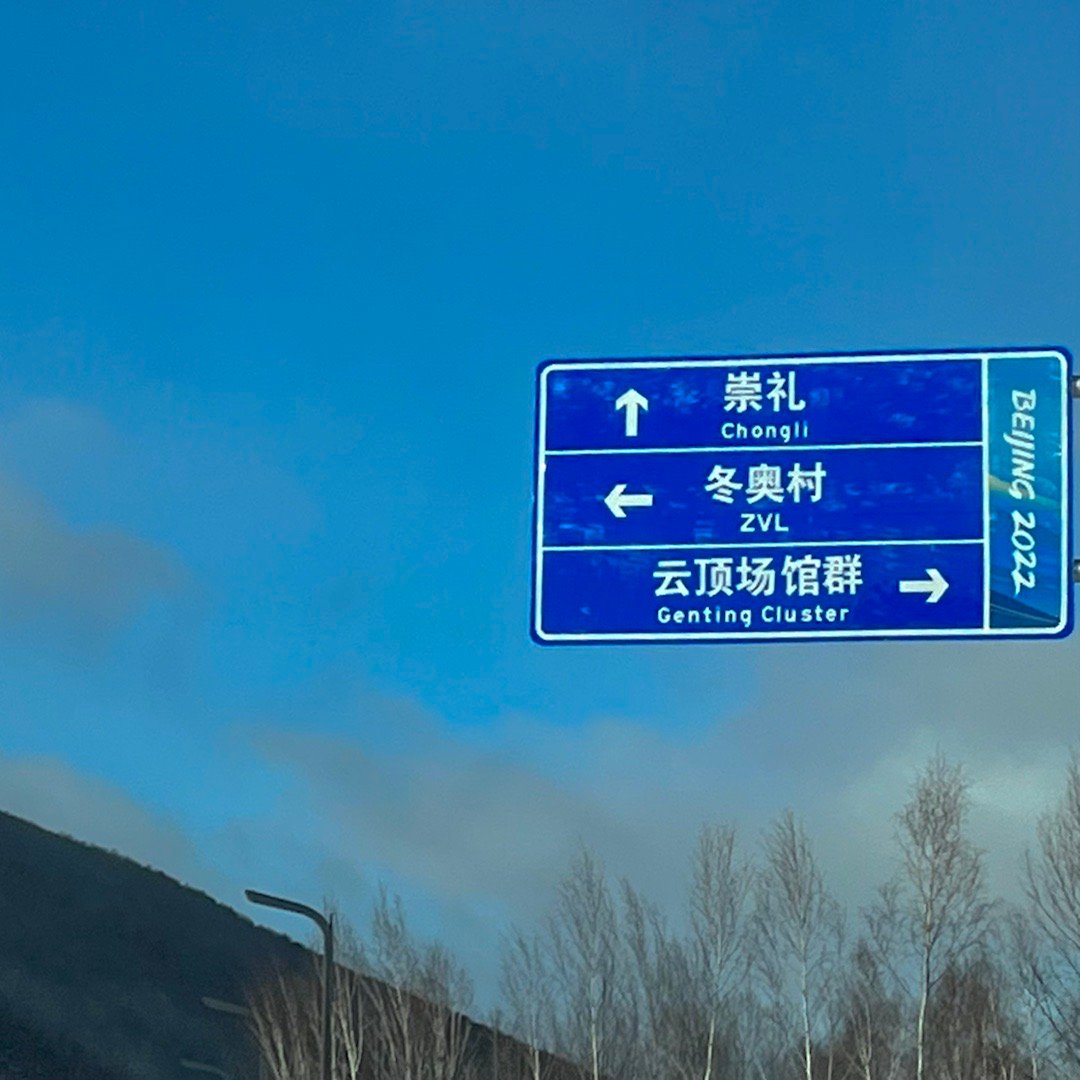 崇礼
Chongli
冬奥村
ZVL
云顶场馆群
Genting Cluster
BEIJING 2022